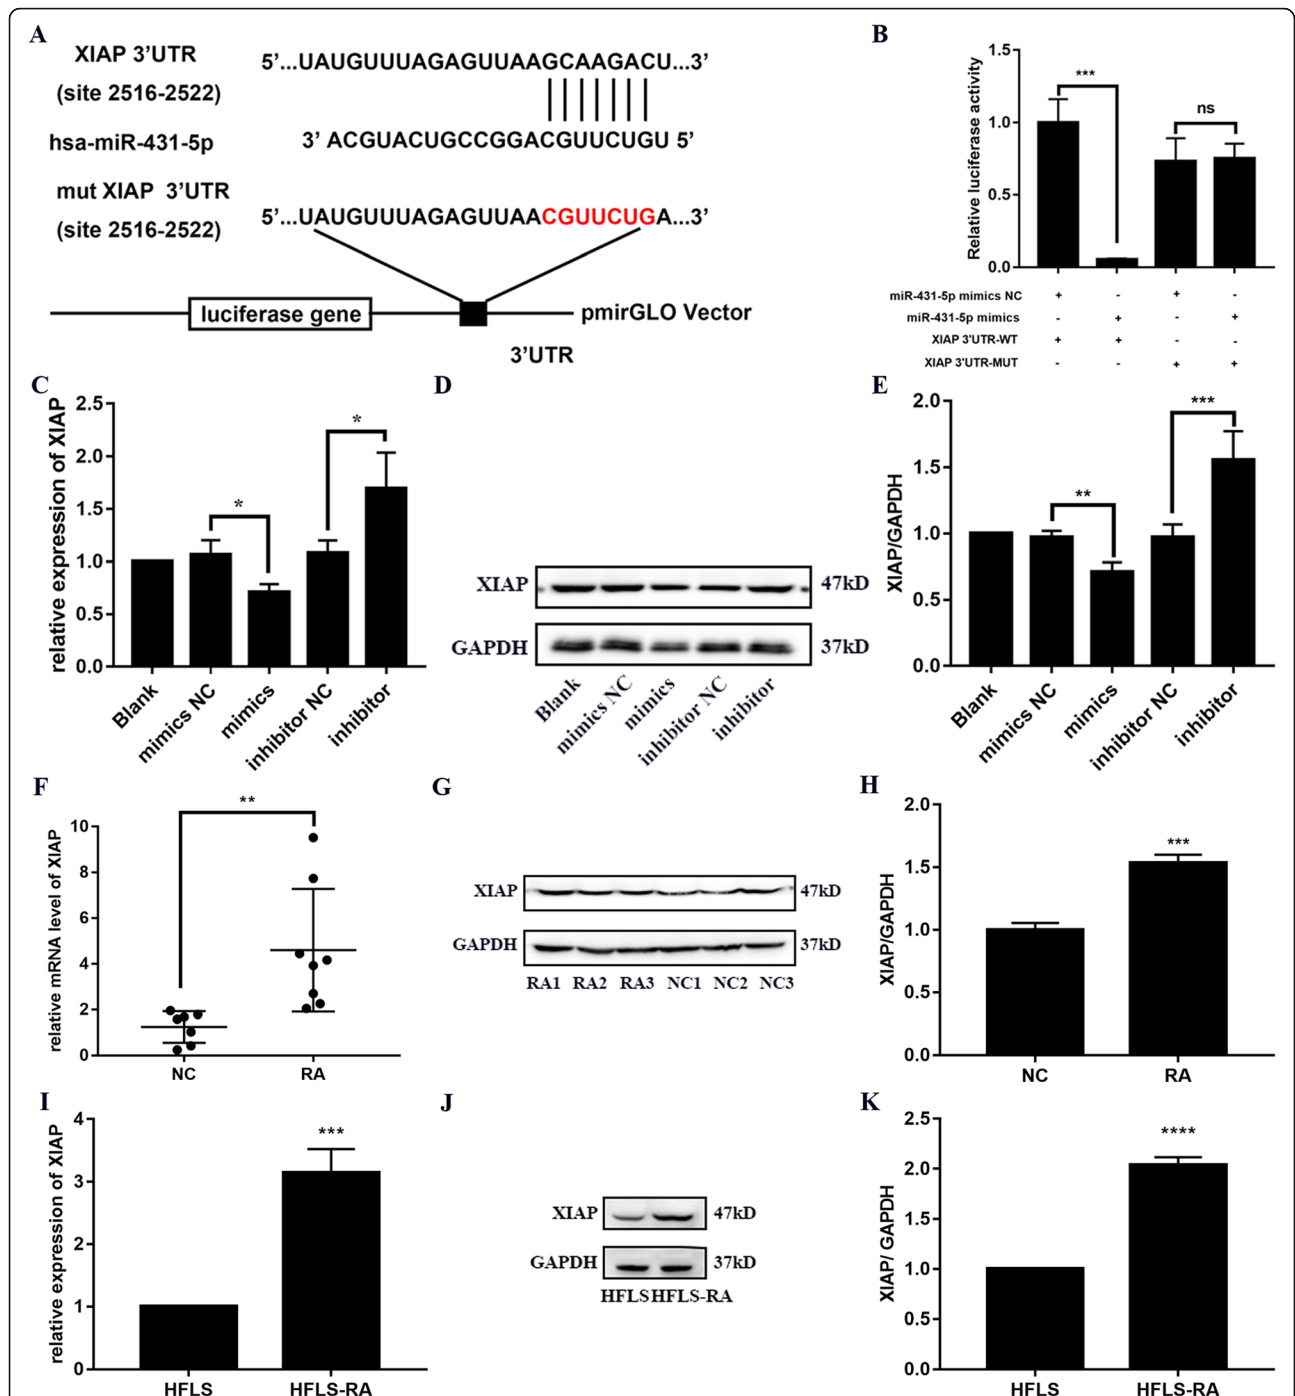 A
XIAP 3’UTR
(site 2516-2522)
5’...UAUGUUUAGAGUUAAGCAAGACU...3’
hsa-miR-431-5p
3’ ACGUACUGCCGGACGUUCUGU 5’
mut XIAP 3’UTR
(site 2516-2522)
5’...UAUGUUUAGAGUUAACGUUCUGA...3’
luciferase gene
pmirGLO Vector
3’UTR
B
Relative luciferase activity
1.5
1.0
0.5
0.0
***
ns
miR-431-5p mimics NC + - + -
miR-431-5p mimics - + - +
XIAP 3'UTR-WT + + - -
XIAP 3'UTR-MUT - - + +
C
relative expression of XIAP
2.5
2.0
1.5
1.0
0.5
0.0
*
*
Blank
mimics NC
mimics
inhibitor NC
inhibitor
D
XIAP 47kD
GAPDH 37kD
Blank
mimics NC
mimics
inhibitor NC
inhibitor
E
XIAP/GAPDH
2.0
1.5
1.0
0.5
0.0
**
***
Blank
mimics NC
mimics
inhibitor NC
inhibitor
F
relative mRNA level of XIAP
10
8
6
4
2
0
**
NC RA
G
XIAP 47kD
GAPDH 37kD
RA1 RA2 RA3 NC1 NC2 NC3
H
XIAP/GAPDH
2.0
1.5
1.0
0.5
0.0
***
NC RA
I
relative expression of XIAP
4
3
2
1
0
***
HFLS HFLS-RA
J
XIAP 47kD
GAPDH 37kD
HFLS HFLS-RA
K
XIAP/ GAPDH
2.5
2.0
1.5
1.0
0.5
0.0
****
HFLS HFLS-RA